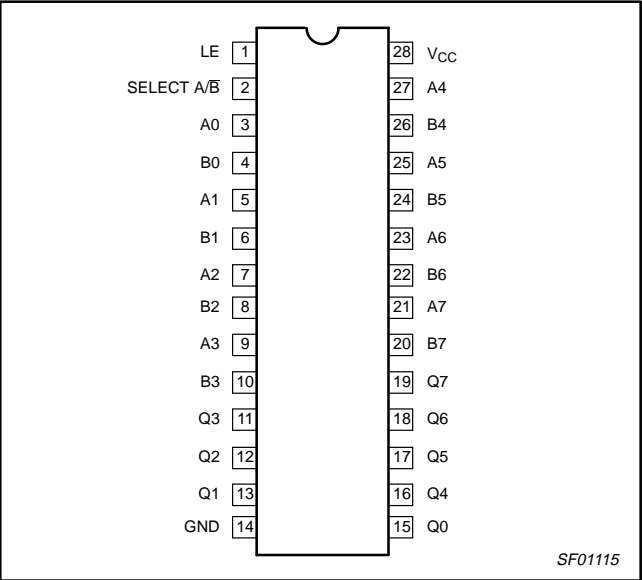 LE 1 28 VCC
SELECT A/B̅ 2 27 A4
A0 3 26 B4
B0 4 25 A5
A1 5 24 B5
B1 6 23 A6
A2 7 22 B6
B2 8 21 A7
A3 9 20 B7
B3 10 19 Q7
Q3 11 18 Q6
Q2 12 17 Q5
Q1 13 16 Q4
GND 14 15 Q0
SF01115